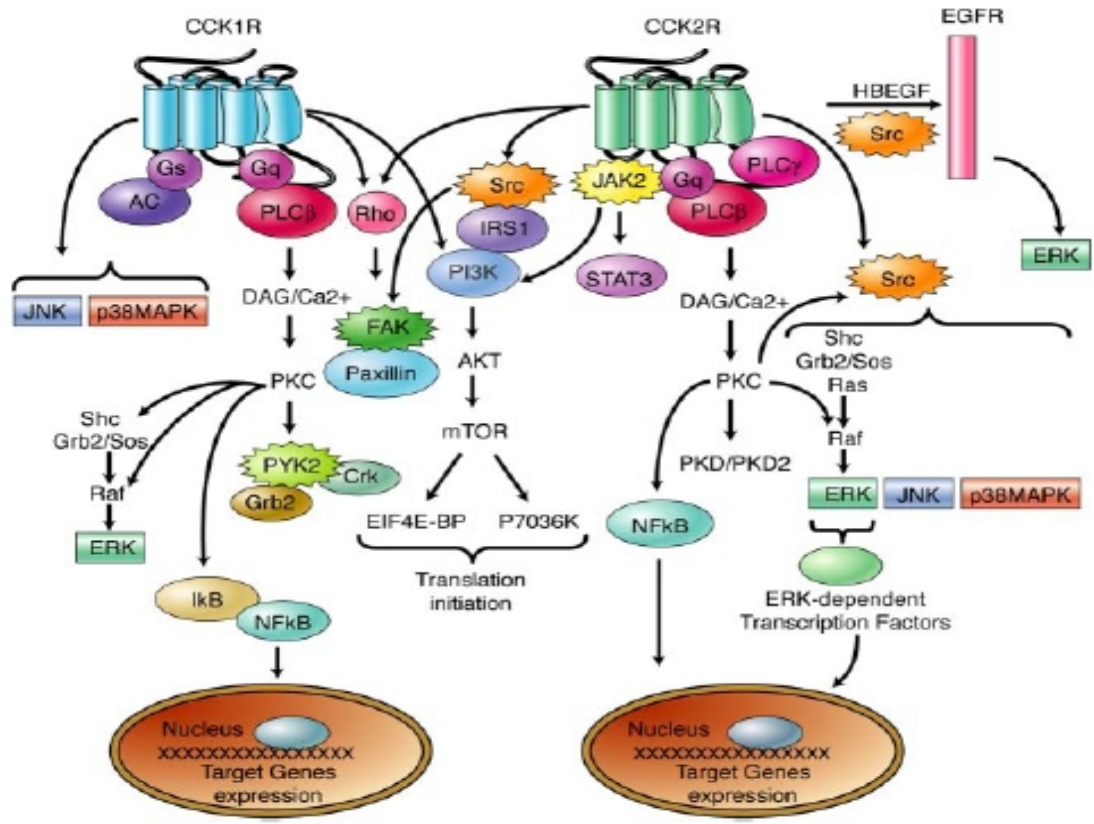 CCK1R
CCK2R
EGFR
HBEGF
Src
Gs
Gq
AC
PLCβ
Rho
Src
IRS1
PI3K
JAK2
Gq
PLCγ
PLCβ
STAT3
ERK
Src
JNK
p38MAPK
DAG/Ca2+
FAK
Paxillin
AKT
DAG/Ca2+
Shc
Grb2/Sos
Ras
Raf
PKC
PKC
Shc
Grb2/Sos
Raf
ERK
PYK2
Crk
Grb2
mTOR
EIF4E-BP
P7036K
Translation
initiation
PKD/PKD2
NFkB
ERK
JNK
p38MAPK
ERK-dependent
Transcription Factors
IkB
NFkB
Nucleus
XXXXXXXXXXXXXXXX
Target Genes
expression
Nucleus
XXXXXXXXXXXXXXXX
Target Genes
expression